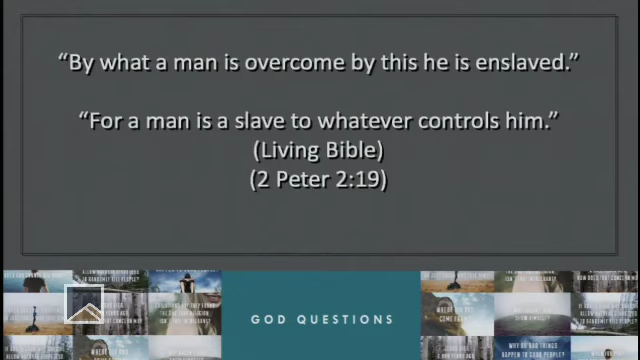 “By what a man is overcome by this he is enslaved.”
“For a man is a slave to whatever controls him.”
(Living Bible)
(2 Peter 2:19)
GOD QUESTIONS